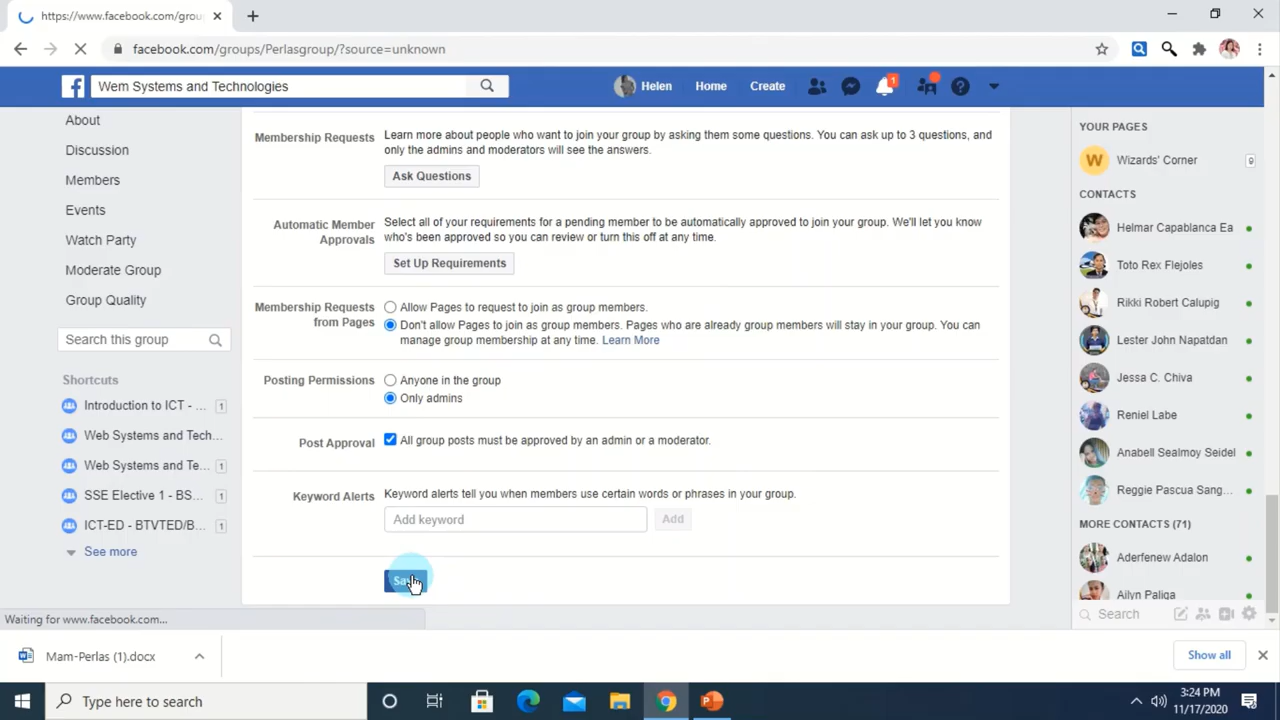 https://www.facebook.com/grou
facebook.com/groups/Perlasgroup/?source=unknown
Wem Systems and Technologies
Helen
Home
Create
1
About
Discussion
Members
Events
Watch Party
Moderate Group
Group Quality
Search this group
Shortcuts
Introduction to ICT - ... 1
Web Systems and Tech...
Web Systems and Te... 1
SSE Elective 1 - BS... 1
ICT-ED - BTVTED/B... 1
See more
Membership Requests
Learn more about people who want to join your group by asking them some questions. You can ask up to 3 questions, and
only the admins and moderators will see the answers.
Ask Questions
Automatic Member
Approvals
Select all of your requirements for a pending member to be automatically approved to join your group. We'll let you know
who's been approved so you can review or turn this off at any time.
Set Up Requirements
Membership Requests
from Pages
Allow Pages to request to join as group members.
Don't allow Pages to join as group members. Pages who are already group members will stay in your group. You can
manage group membership at any time. Learn More
Posting Permissions
Anyone in the group
Only admins
Post Approval
All group posts must be approved by an admin or a moderator.
Keyword Alerts
Keyword alerts tell you when members use certain words or phrases in your group.
Add keyword
Add
YOUR PAGES
W Wizards' Corner 9
CONTACTS
Helmar Capablanca Ea
Toto Rex Flejoles
Rikki Robert Calupig
Lester John Napatdan
Jessa C. Chiva
Reniel Labe
Anabell Sealmoy Seidel
Reggie Pascua Sang...
MORE CONTACTS (71)
Aderfenew Adalon
Ailyn Paliga
Search
Waiting for www.facebook.com...
Mam-Perlas (1).docx
Show all
Type here to search
3:24 PM
11/17/2020